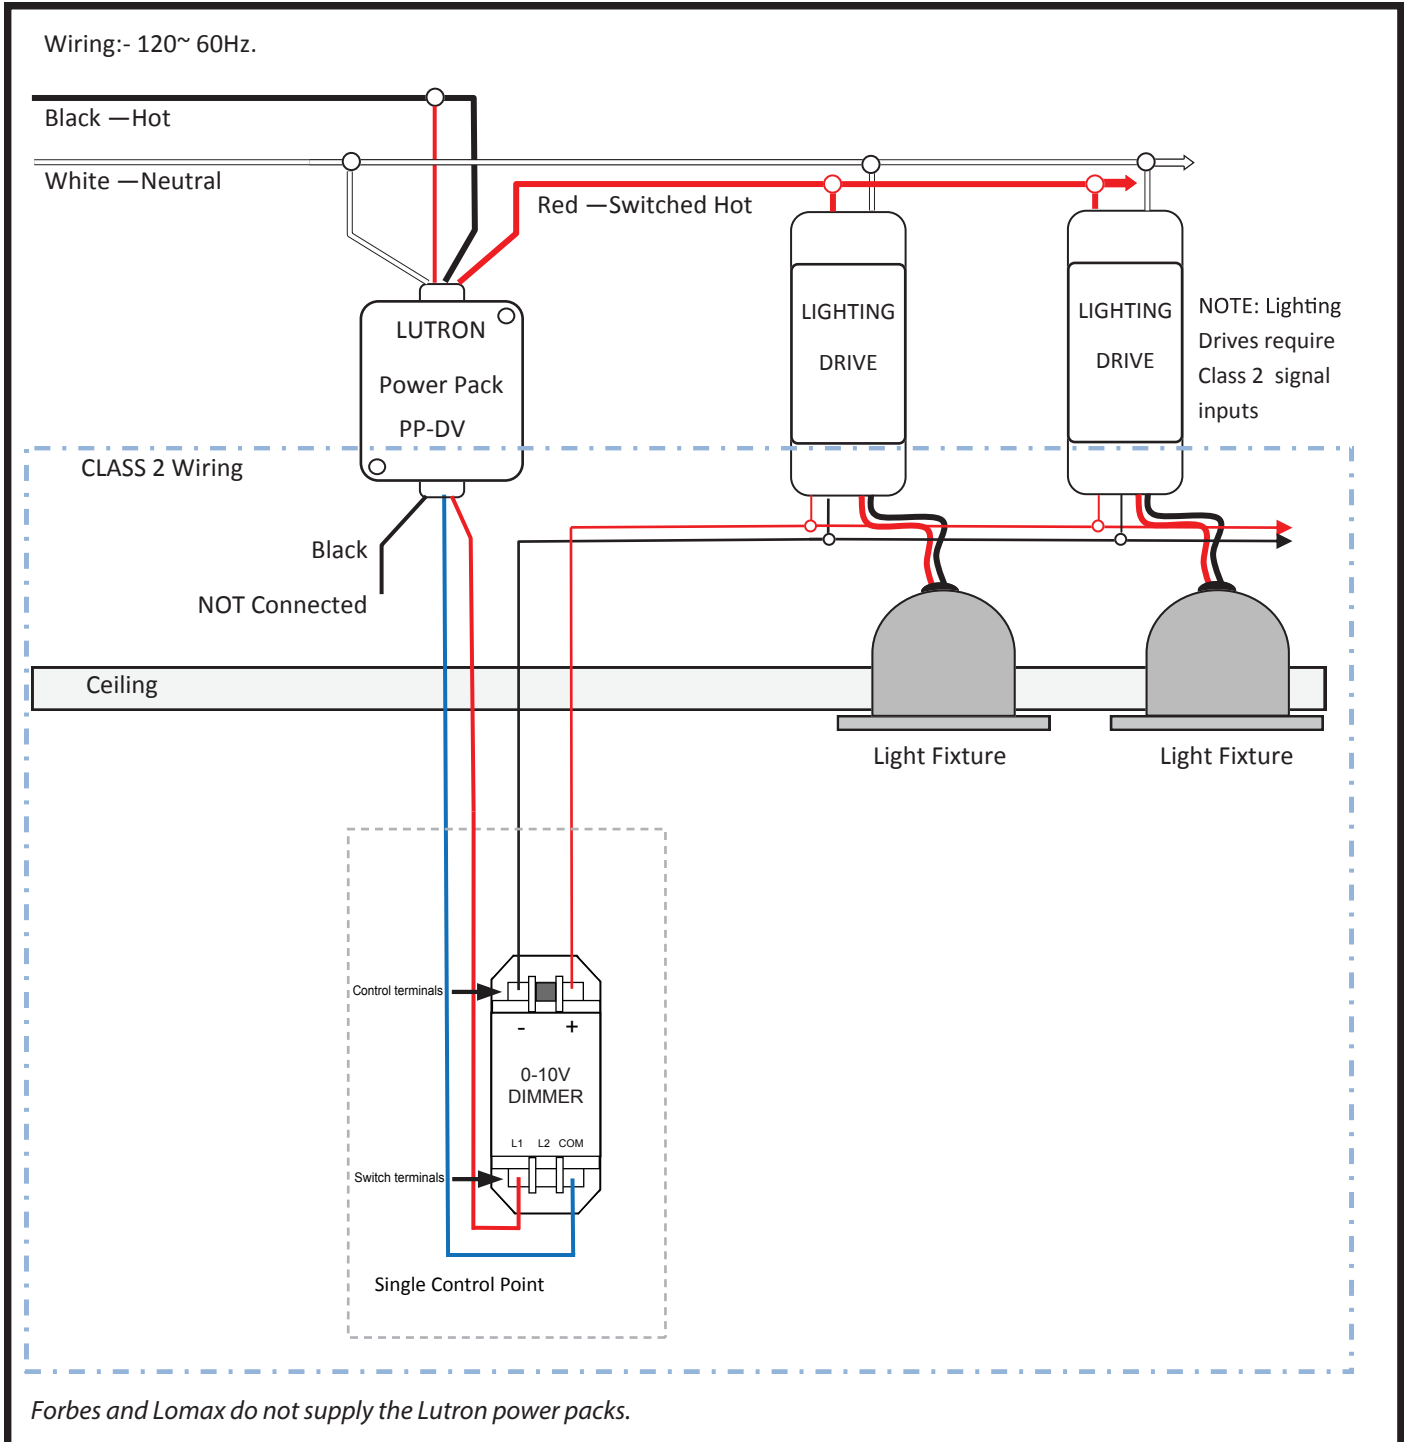 Wiring:- 120~ 60Hz.
Black —Hot
White —Neutral
Red —Switched Hot
LUTRON
Power Pack
PP-DV
LIGHTING
DRIVE
LIGHTING
DRIVE
NOTE: Lighting
Drives require
Class 2 signal
inputs
CLASS 2 Wiring
Black
NOT Connected
Ceiling
Light Fixture
Light Fixture
Control terminals
- +
0-10V
DIMMER
L1 L2 COM
Switch terminals
Single Control Point
Forbes and Lomax do not supply the Lutron power packs.